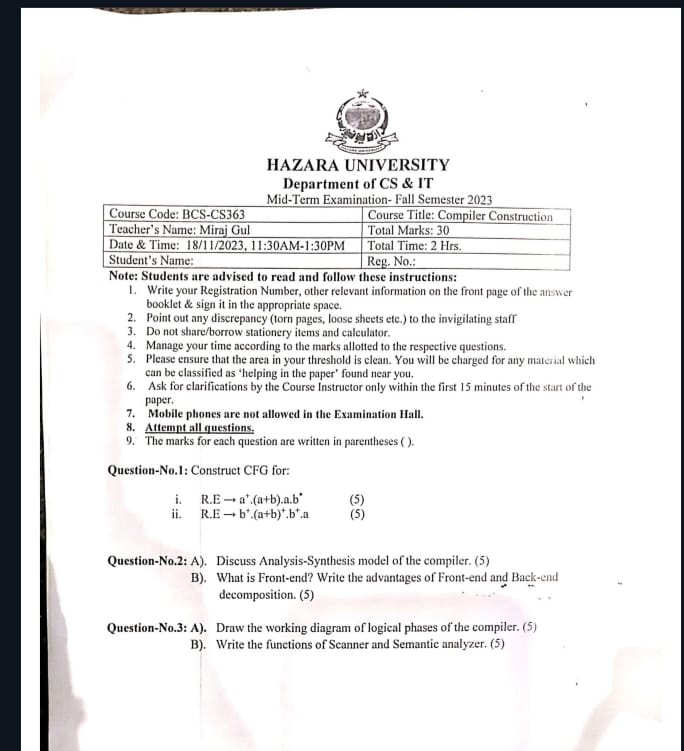 HAZARA UNIVERSITY
Department of CS & IT
Mid-Term Examination- Fall Semester 2023
Course Code: BCS-CS363 Course Title: Compiler Construction
Teacher's Name: Miraj Gul Total Marks: 30
Date & Time: 18/11/2023, 11:30AM-1:30PM Total Time: 2 Hrs.
Student's Name: Reg. No.:
Note: Students are advised to read and follow these instructions:
1. Write your Registration Number, other relevant information on the front page of the answer
booklet & sign it in the appropriate space.
2. Point out any discrepancy (torn pages, loose sheets etc.) to the invigilating staff
3. Do not share/borrow stationery items and calculator.
4. Manage your time according to the marks allotted to the respective questions.
5. Please ensure that the area in your threshold is clean. You will be charged for any material which
can be classified as 'helping in the paper' found near you.
6. Ask for clarifications by the Course Instructor only within the first 15 minutes of the start of the
paper.
7. Mobile phones are not allowed in the Examination Hall.
8. Attempt all questions.
9. The marks for each question are written in parentheses ( ).
Question-No.1: Construct CFG for:
i. R.E → a⁺.(a+b).a.b* (5)
ii. R.E → b⁺.(a+b)⁺.b⁺.a (5)
Question-No.2: A). Discuss Analysis-Synthesis model of the compiler. (5)
B). What is Front-end? Write the advantages of Front-end and Back-end
decomposition. (5)
Question-No.3: A). Draw the working diagram of logical phases of the compiler. (5)
B). Write the functions of Scanner and Semantic analyzer. (5)